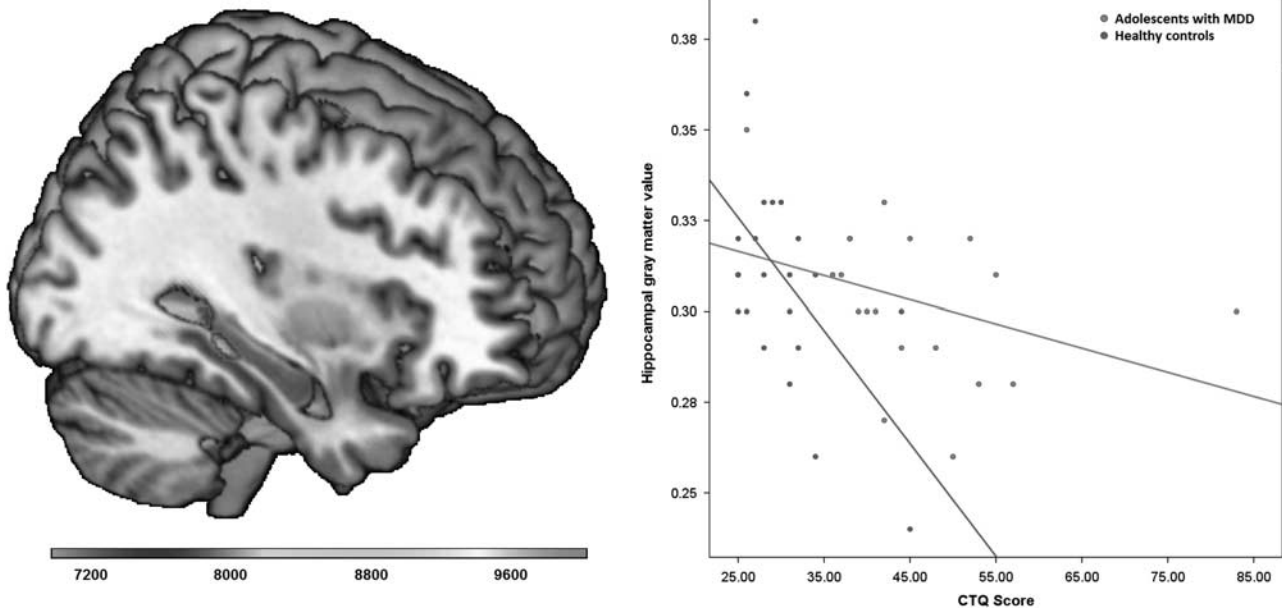 7200 8000 8800 9600
Adolescents with MDD
Healthy controls
Hippocampal gray matter value
0.38
0.35
0.33
0.30
0.28
0.25
25.00 35.00 45.00 55.00 65.00 75.00 85.00
CTQ Score